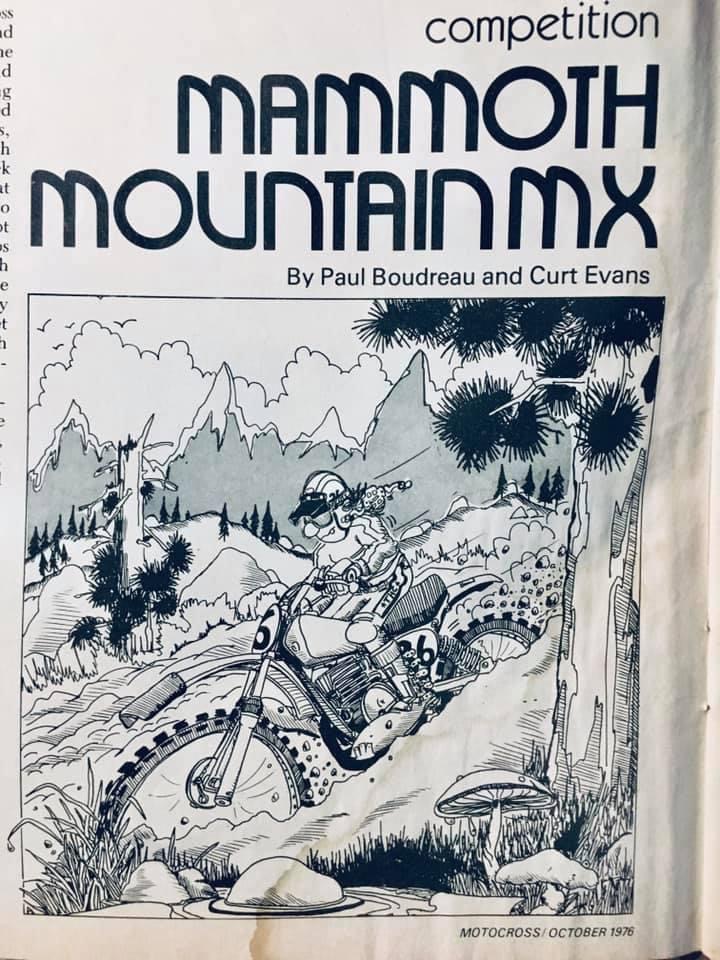 competition
MAMMOTH
MOUNTAIN MX
By Paul Boudreau and Curt Evans
6
6
MOTOCROSS/OCTOBER 1976